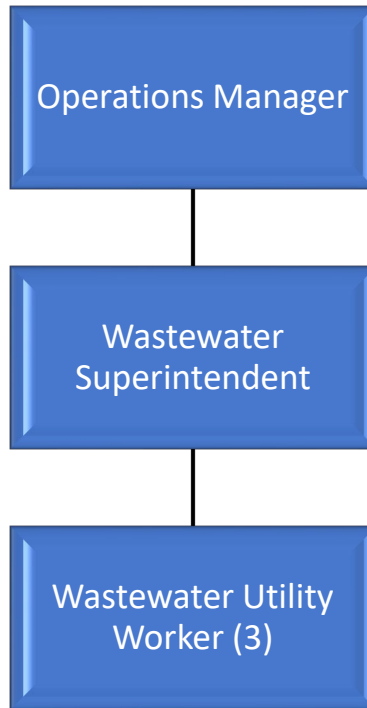 Operations Manager
Wastewater
Superintendent
Wastewater Utility
Worker (3)